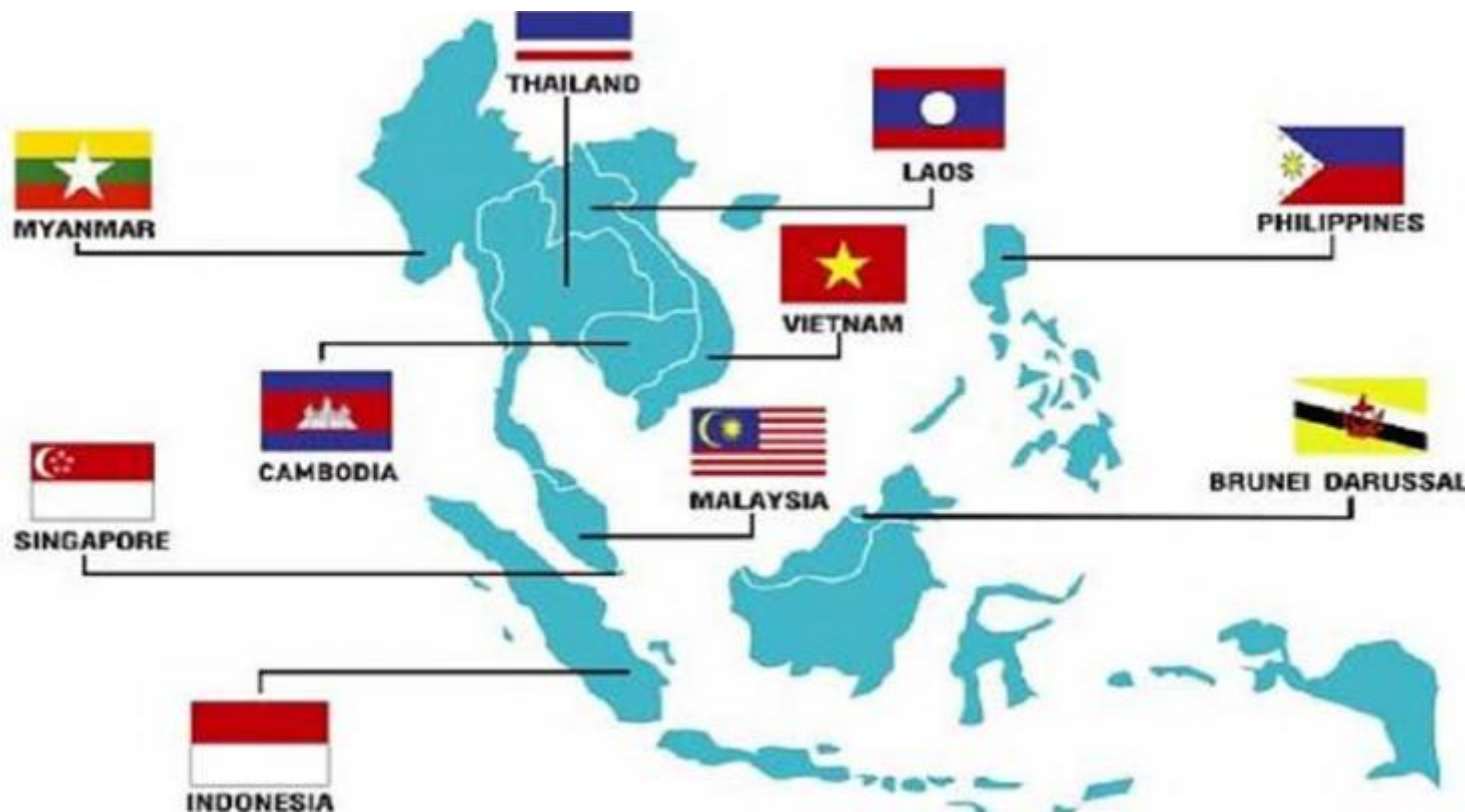 THAILAND
LAOS
PHILIPPINES
MYANMAR
VIETNAM
CAMBODIA
MALAYSIA
BRUNEI DARUSSAL
SINGAPORE
INDONESIA